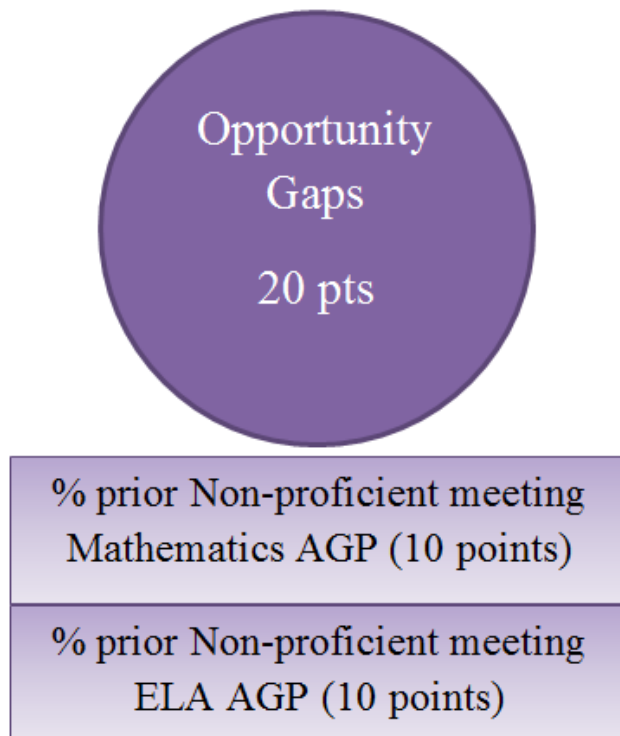 Opportunity
Gaps
20 pts
% prior Non-proficient meeting
Mathematics AGP (10 points)
% prior Non-proficient meeting
ELA AGP (10 points)